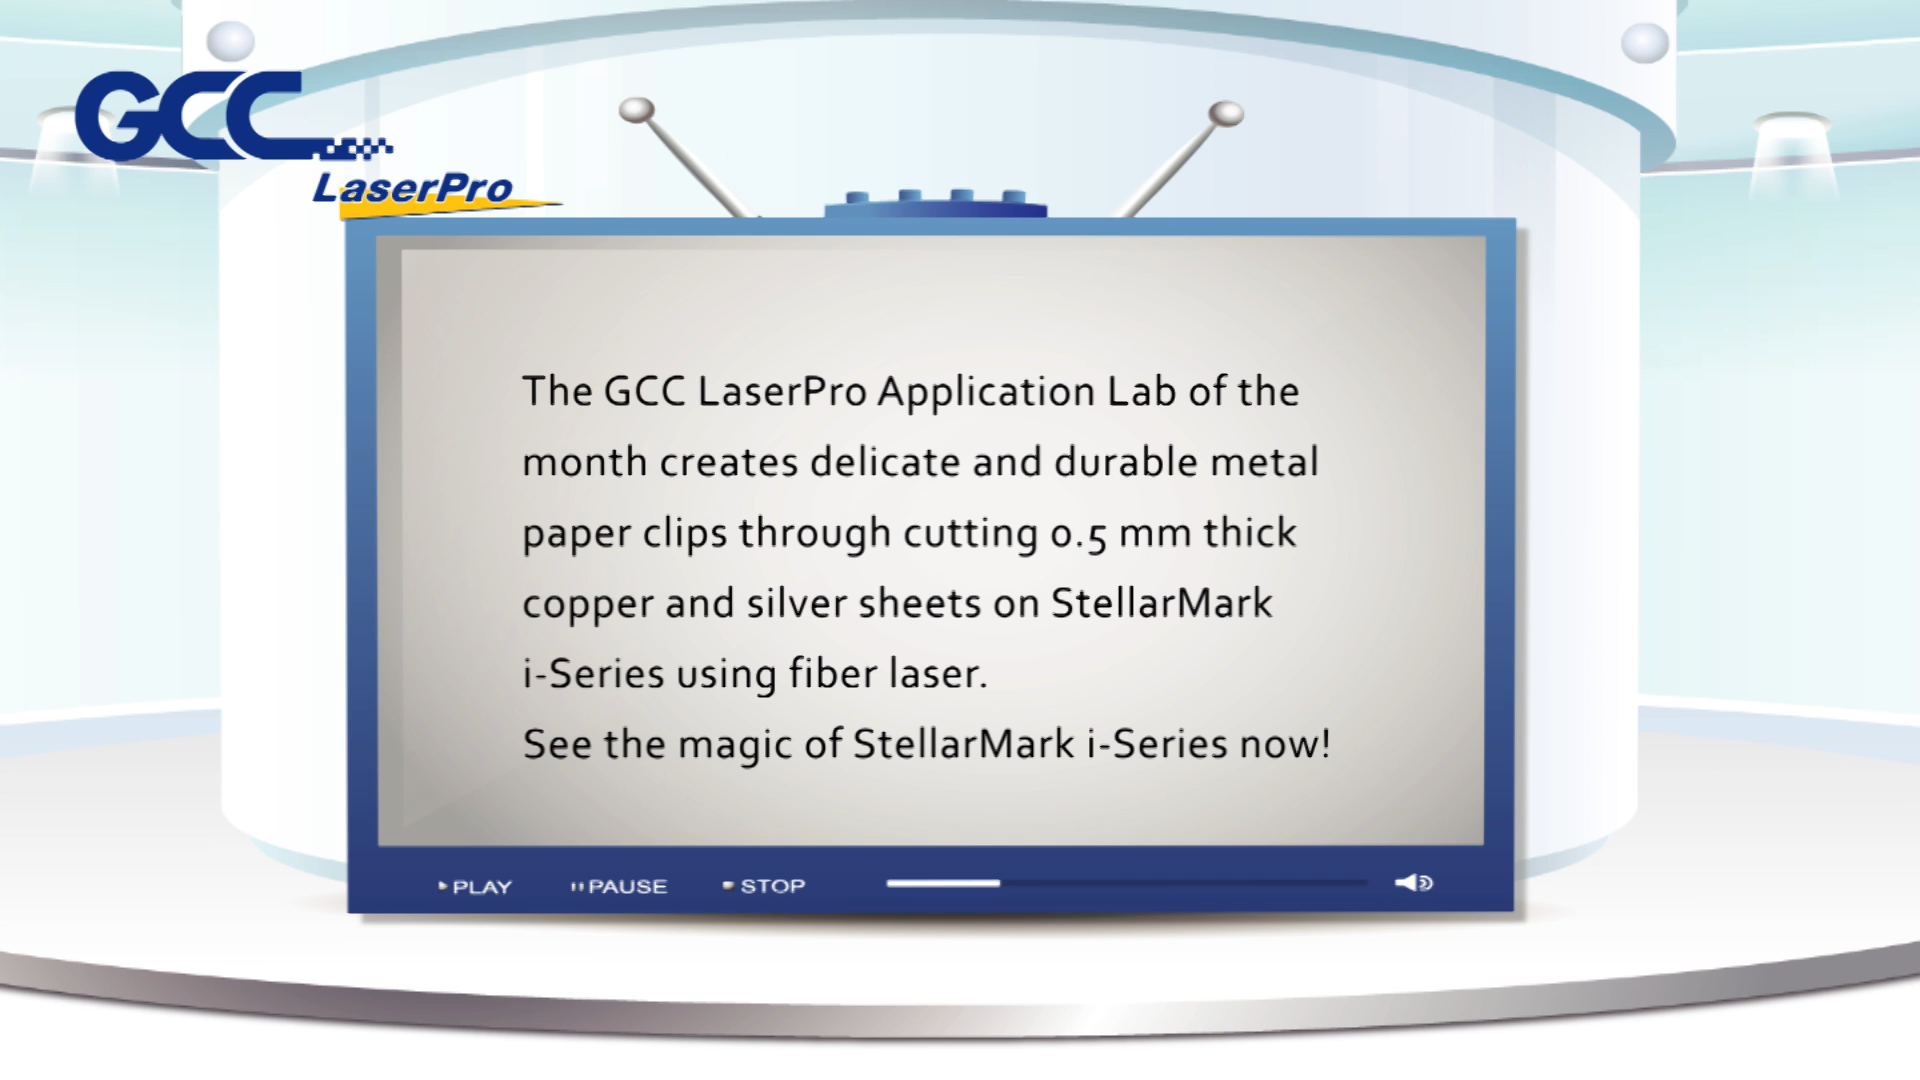 GCC
LaserPro
The GCC LaserPro Application Lab of the
month creates delicate and durable metal
paper clips through cutting 0.5 mm thick
copper and silver sheets on StellarMark
i-Series using fiber laser.
See the magic of StellarMark i-Series now!
PLAY PAUSE STOP